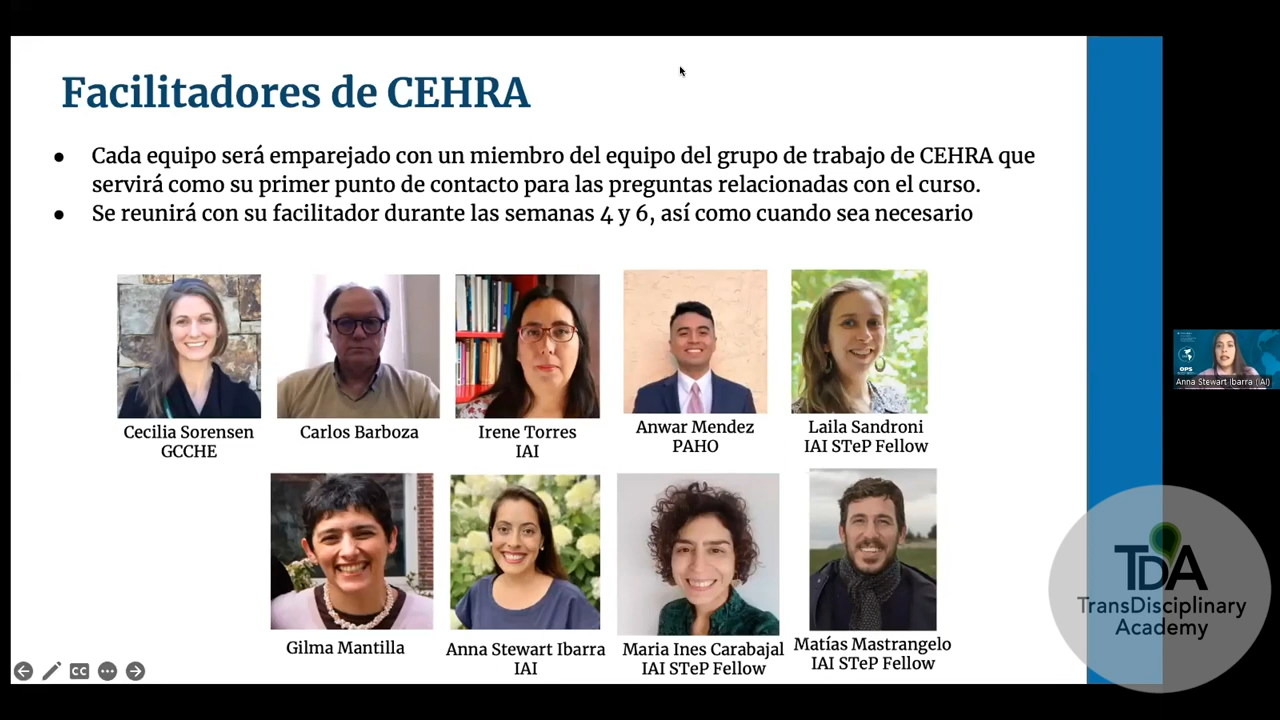 Facilitadores de CEHRA
● Cada equipo será emparejado con un miembro del equipo del grupo de trabajo de CEHRA que
servirá como su primer punto de contacto para las preguntas relacionadas con el curso.
● Se reunirá con su facilitador durante las semanas 4 y 6, así como cuando sea necesario
Cecilia Sorensen
GCCHE
Carlos Barboza
Irene Torres
IAI
Anwar Mendez
PAHO
Laila Sandroni
IAI STeP Fellow
OPS
Anna Stewart Ibarra (IAI)
Gilma Mantilla
Anna Stewart Ibarra
IAI
Maria Ines Carabajal
IAI STeP Fellow
Matías Mastrangelo
IAI STeP Fellow
TDA
TransDisciplinary
Academy
CC